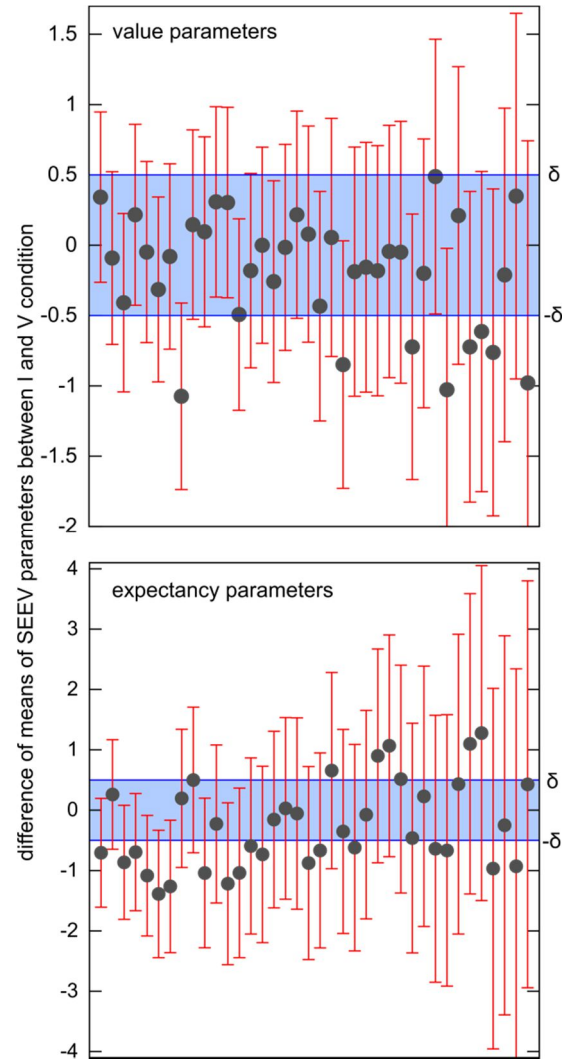 difference of means of SEEV parameters between I and V condition
value parameters
1.5
1
0.5
δ
0
-0.5
-δ
-1
-1.5
-2
expectancy parameters
4
3
2
1
δ
0
-δ
-1
-2
-3
-4